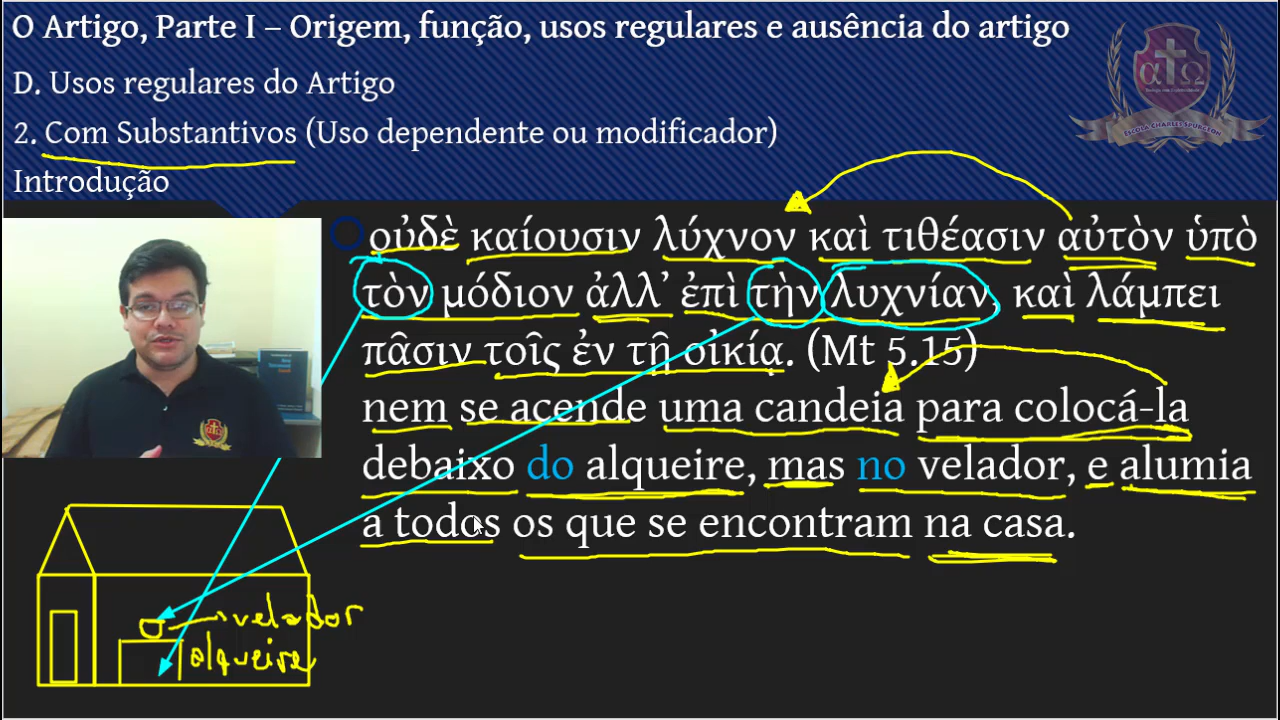 O Artigo, Parte I – Origem, função, usos regulares e ausência do artigo
D. Usos regulares do Artigo
2. Com Substantivos (Uso dependente ou modificador)
Introdução
α Ω
ESCOLA CHARLES SPURGEON
οὐδὲ καίουσιν λύχνον καὶ τιθέασιν αὐτὸν ὑπὸ
τὸν μόδιον ἀλλ’ ἐπὶ τὴν λυχνίαν, καὶ λάμπει
πᾶσιν τοῖς ἐν τῇ οἰκίᾳ. (Mt 5.15)
nem se acende uma candeia para colocá-la
debaixo do alqueire, mas no velador, e alumia
a todos os que se encontram na casa.
velador
alqueire